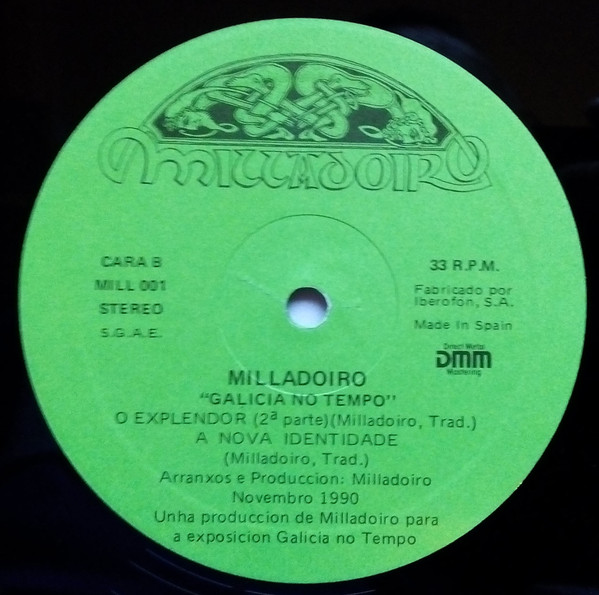 MILLADOIRO
CARA B
MILL 001
STEREO
S.G.A.E.
33 R.P.M.
Fabricado por
Iberofon, S.A.
Made In Spain
Direct Metal
DMM
Mastering
MILLADOIRO
"GALICIA NO TEMPO"
O EXPLENDOR (2ª parte)(Milladoiro, Trad.)
A NOVA IDENTIDADE
(Milladoiro, Trad.)
Arranxos e Produccion: Milladoiro
Novembro 1990
Unha produccion de Milladoiro para
a exposicion Galicia no Tempo